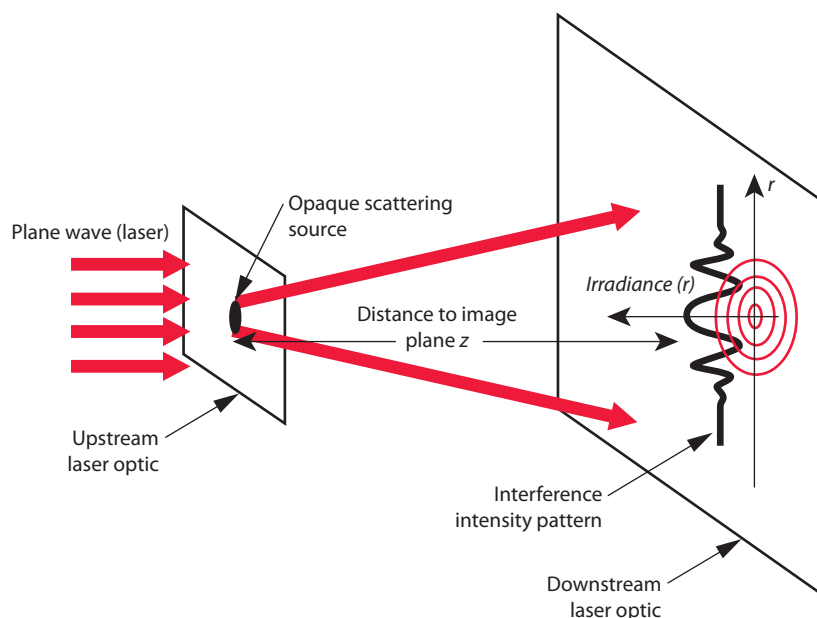 Plane wave (laser)
Opaque scattering
source
r
Irradiance (r)
Distance to image
plane z
Upstream
laser optic
Interference
intensity pattern
Downstream
laser optic